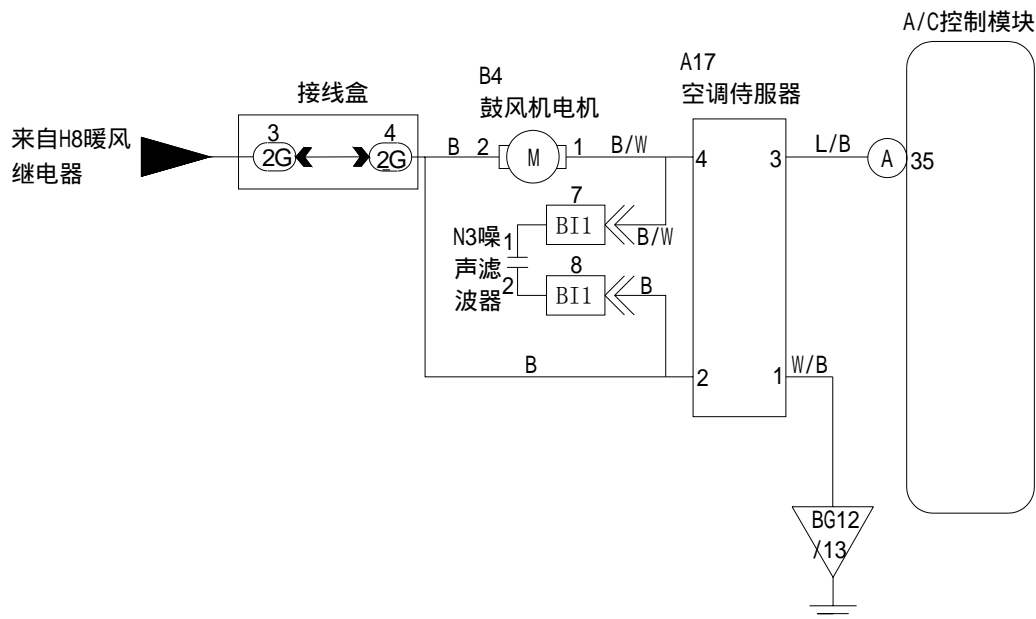 A/C控制模块
A17
空调侍服器
B4
鼓风机电机
接线盒
来自H8暖风
继电器
3
2G
4
2G
B
2
M
1
B/W
4
3
L/B
A
35
7
BI1
B/W
N3噪
声滤
波器
1
2
8
BI1
B
B
2
1
W/B
BG12
/13